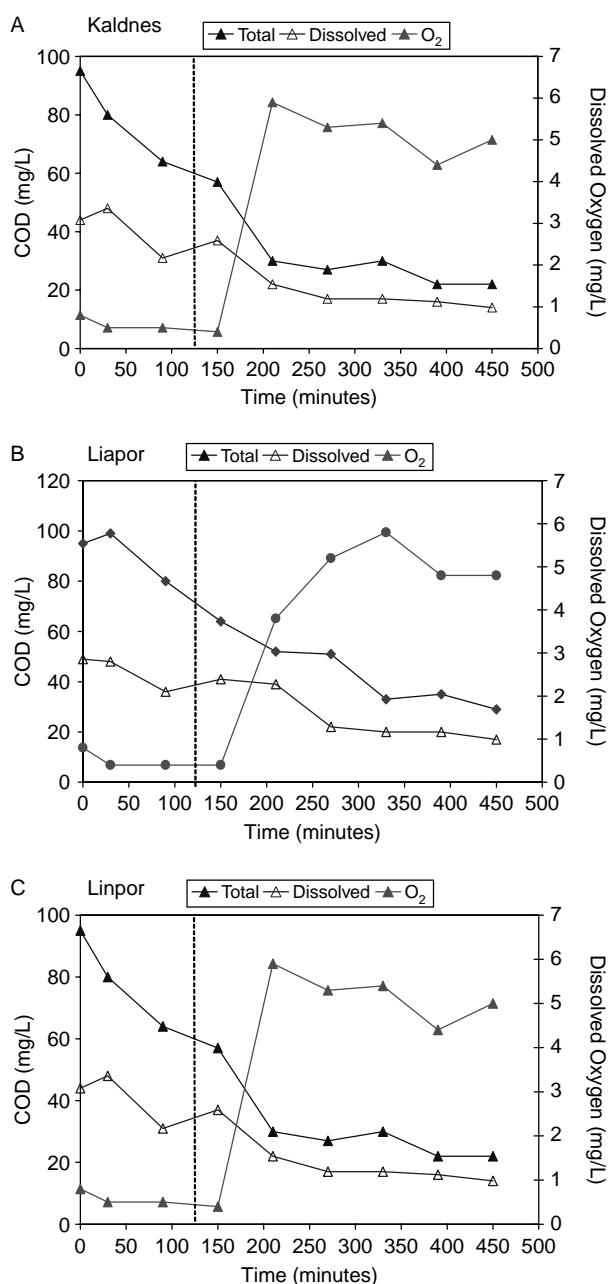 A Kaldnes
Total Dissolved O₂
100 7
80 6
60 5
40 4
20 3
0 2
1
0
COD (mg/L)
Dissolved Oxygen (mg/L)
0 50 100 150 200 250 300 350 400 450 500
Time (minutes)
B Liapor
Total Dissolved O₂
120 7
100 6
80 5
60 4
40 3
20 2
0 1
0
COD (mg/L)
Dissolved Oxygen (mg/L)
0 50 100 150 200 250 300 350 400 450 500
Time (minutes)
C Linpor
Total Dissolved O₂
100 7
80 6
60 5
40 4
20 3
0 2
1
0
COD (mg/L)
Dissolved Oxygen (mg/L)
0 50 100 150 200 250 300 350 400 450 500
Time (minutes)